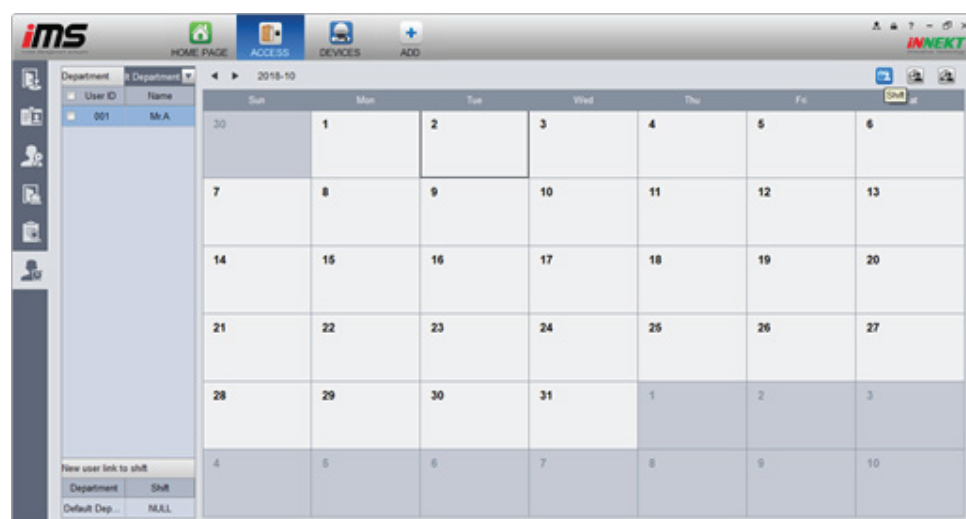 iMS
HOME PAGE
ACCESS
DEVICES
ADD
iNNEKT
Department
t Department
2018-10
Shift
User ID
Name
Sun
Mon
Tue
Wed
Thu
Fri
at
001
Mr.A
30
1
2
3
4
5
6
7
8
9
10
11
12
13
14
15
16
17
18
19
20
21
22
23
24
25
26
27
28
29
30
31
1
2
3
4
5
6
7
8
9
10
New user link to shift
Department
Shift
Default Dep...
NULL